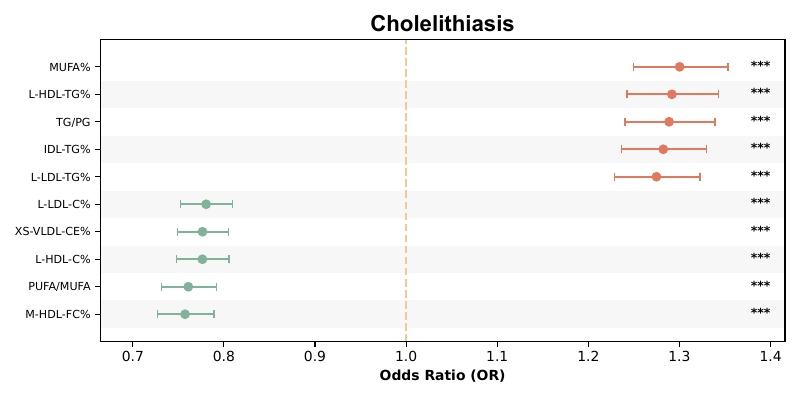 Cholelithiasis
MUFA% ***
L-HDL-TG% ***
TG/PG ***
IDL-TG% ***
L-LDL-TG% ***
L-LDL-C% ***
XS-VLDL-CE% ***
L-HDL-C% ***
PUFA/MUFA ***
M-HDL-FC% ***
0.7 0.8 0.9 1.0 1.1 1.2 1.3 1.4
Odds Ratio (OR)